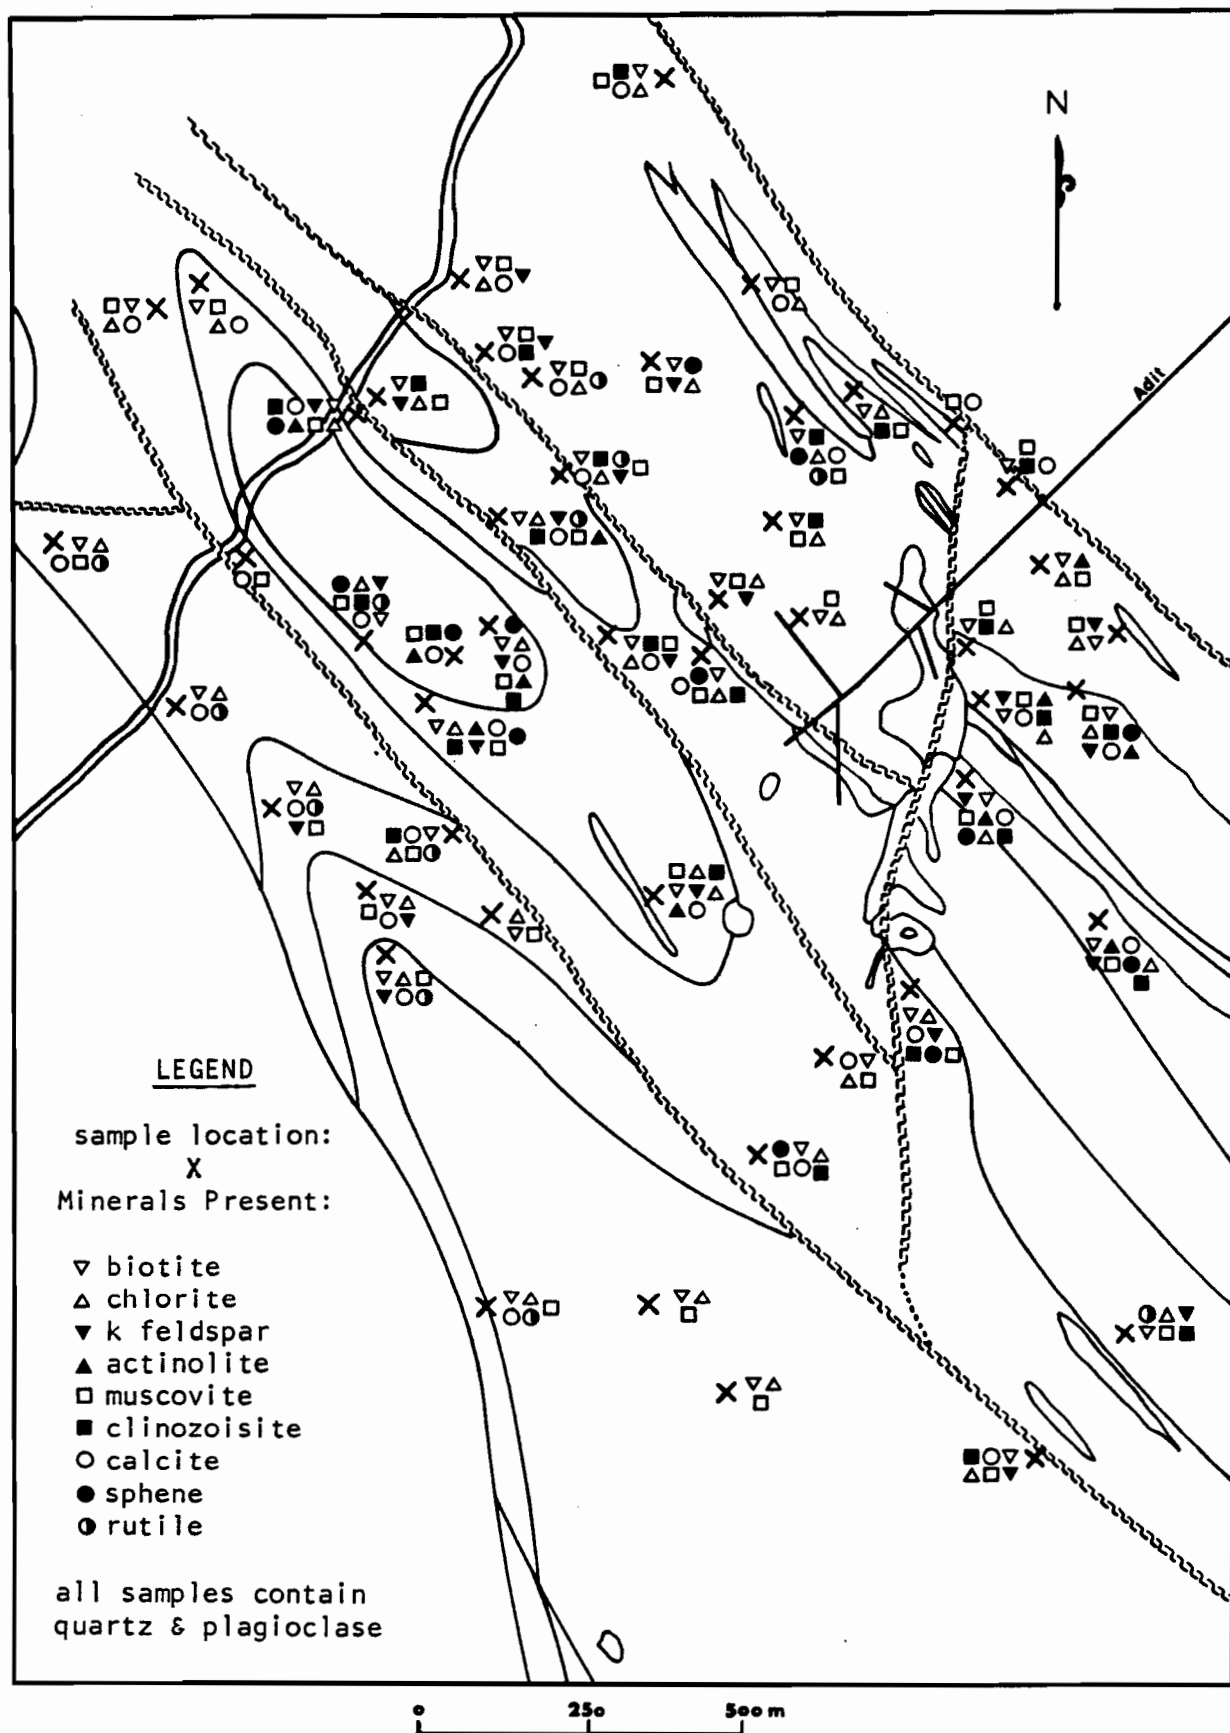 N
Adit
LEGEND
sample location:
X
Minerals Present:
▽ biotite
△ chlorite
▼ k feldspar
▲ actinolite
□ muscovite
■ clinozoisite
○ calcite
● sphene
◑ rutile
all samples contain
quartz & plagioclase
0 250 500 m